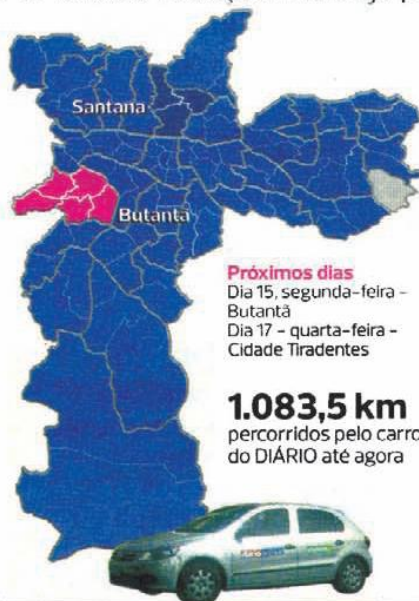 Santana
Butantã
Próximos dias
Dia 15, segunda-feira -
Butantã
Dia 17 - quarta-feira -
Cidade Tiradentes
1.083,5 km
percorridos pelo carro
do DIÁRIO até agora